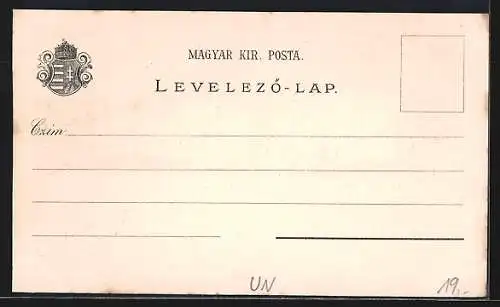 MAGYAR KIR. POSTA.
LEVELEZŐ-LAP.
Czim
UN
19,-